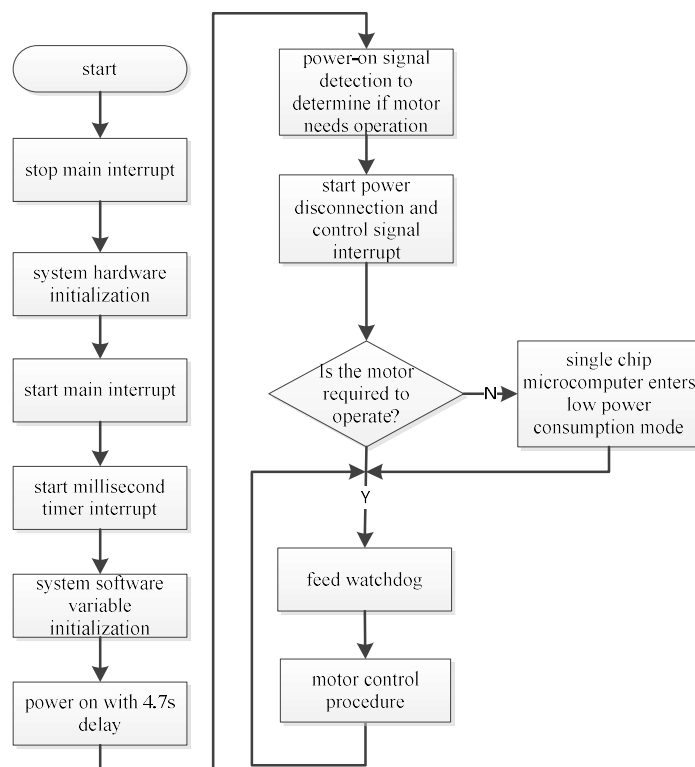 start
stop main interrupt
system hardware
initialization
start main interrupt
start millisecond
timer interrupt
system software
variable
initialization
power on with 4.7s
delay
power-on signal
detection to
determine if motor
needs operation
start power
disconnection and
control signal
interrupt
Is the motor
required to
operate?
N
single chip
microcomputer enters
low power
consumption mode
Y
feed watchdog
motor control
procedure